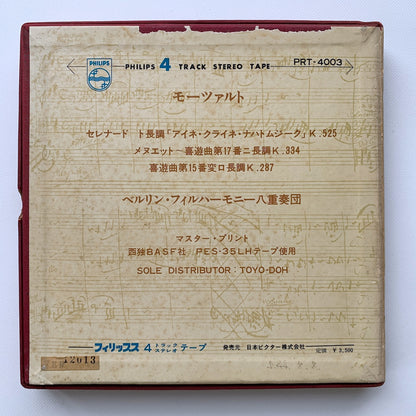 PHILIPS
PHILIPS 4 TRACK STEREO TAPE
PRT-4003
モーツァルト
セレナード ト長調「アイネ・クライネ・ナハトムジーク」K.525
メヌエット〜喜遊曲第17番ニ長調K.334
喜遊曲第15番変ロ長調K.287
ベルリン・フィルハーモニー八重奏団
マスター・プリント
西独BASF社 PES-35LHテープ使用
SOLE DISTRIBUTOR:TOYO-DOH
フィリップス 4 トラック ステレオ テープ
発売元 日本ビクター株式会社
定価 ¥3,500
12013